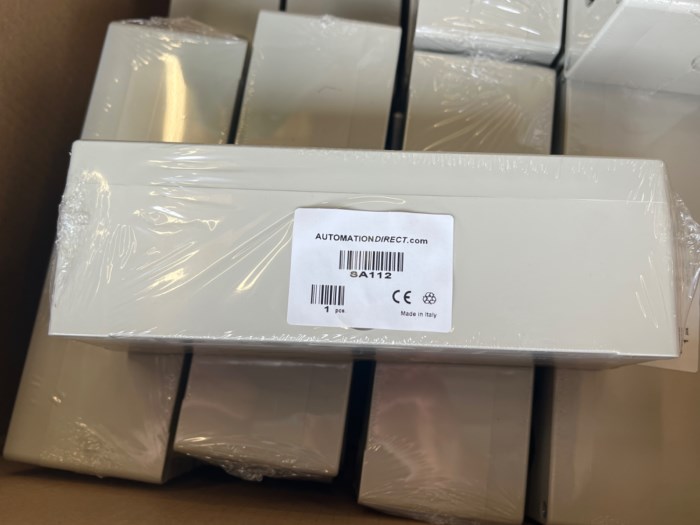 AUTOMATIONDIRECT.com
SA112
1 pcs
CE
Made in Italy